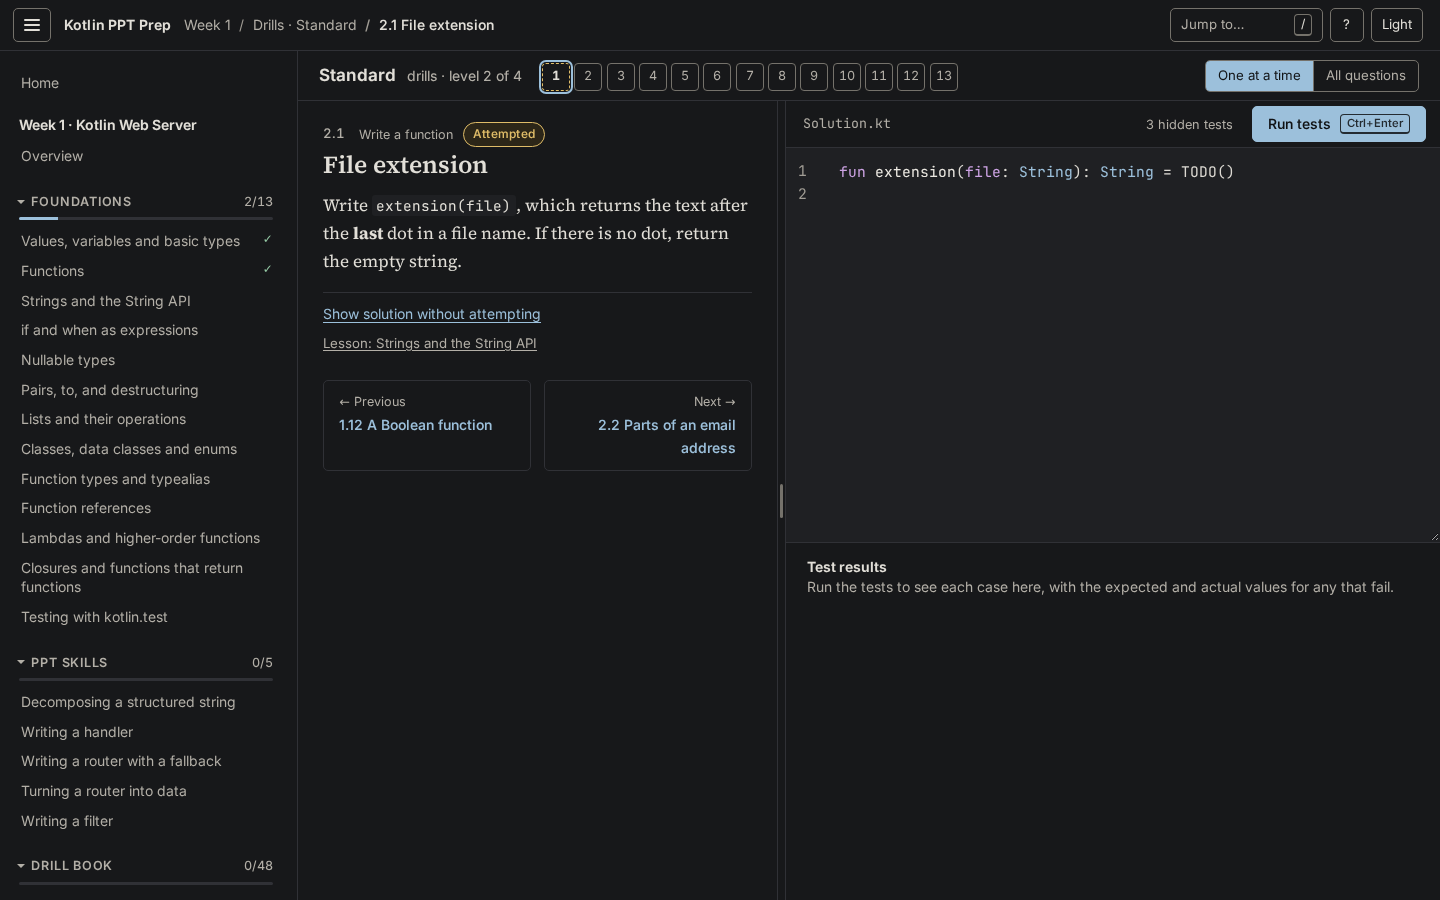 Kotlin PPT Prep Week 1 / Drills · Standard / 2.1 File extension
Jump to... / ? Light
Home
Week 1 · Kotlin Web Server
Overview
FOUNDATIONS 2/13
Values, variables and basic types ✓
Functions ✓
Strings and the String API
if and when as expressions
Nullable types
Pairs, to, and destructuring
Lists and their operations
Classes, data classes and enums
Function types and typealias
Function references
Lambdas and higher-order functions
Closures and functions that return
functions
Testing with kotlin.test
PPT SKILLS 0/5
Decomposing a structured string
Writing a handler
Writing a router with a fallback
Turning a router into data
Writing a filter
DRILL BOOK 0/48
Standard drills · level 2 of 4 1 2 3 4 5 6 7 8 9 10 11 12 13
One at a time All questions
2.1 Write a function Attempted
File extension
Write extension(file), which returns the text after
the last dot in a file name. If there is no dot, return
the empty string.
Show solution without attempting
Lesson: Strings and the String API
← Previous
1.12 A Boolean function
Next →
2.2 Parts of an email
address
Solution.kt 3 hidden tests Run tests Ctrl+Enter
1 fun extension(file: String): String = TODO()
2
Test results
Run the tests to see each case here, with the expected and actual values for any that fail.